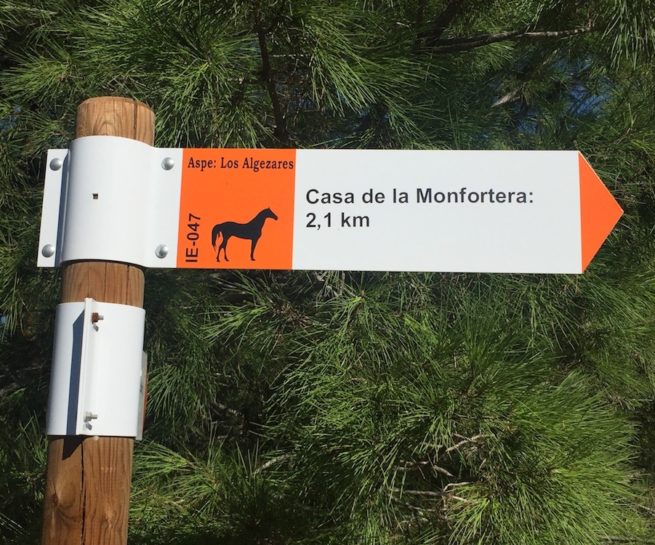 Aspe: Los Algezares
IE-047
Casa de la Monfortera:
2,1 km